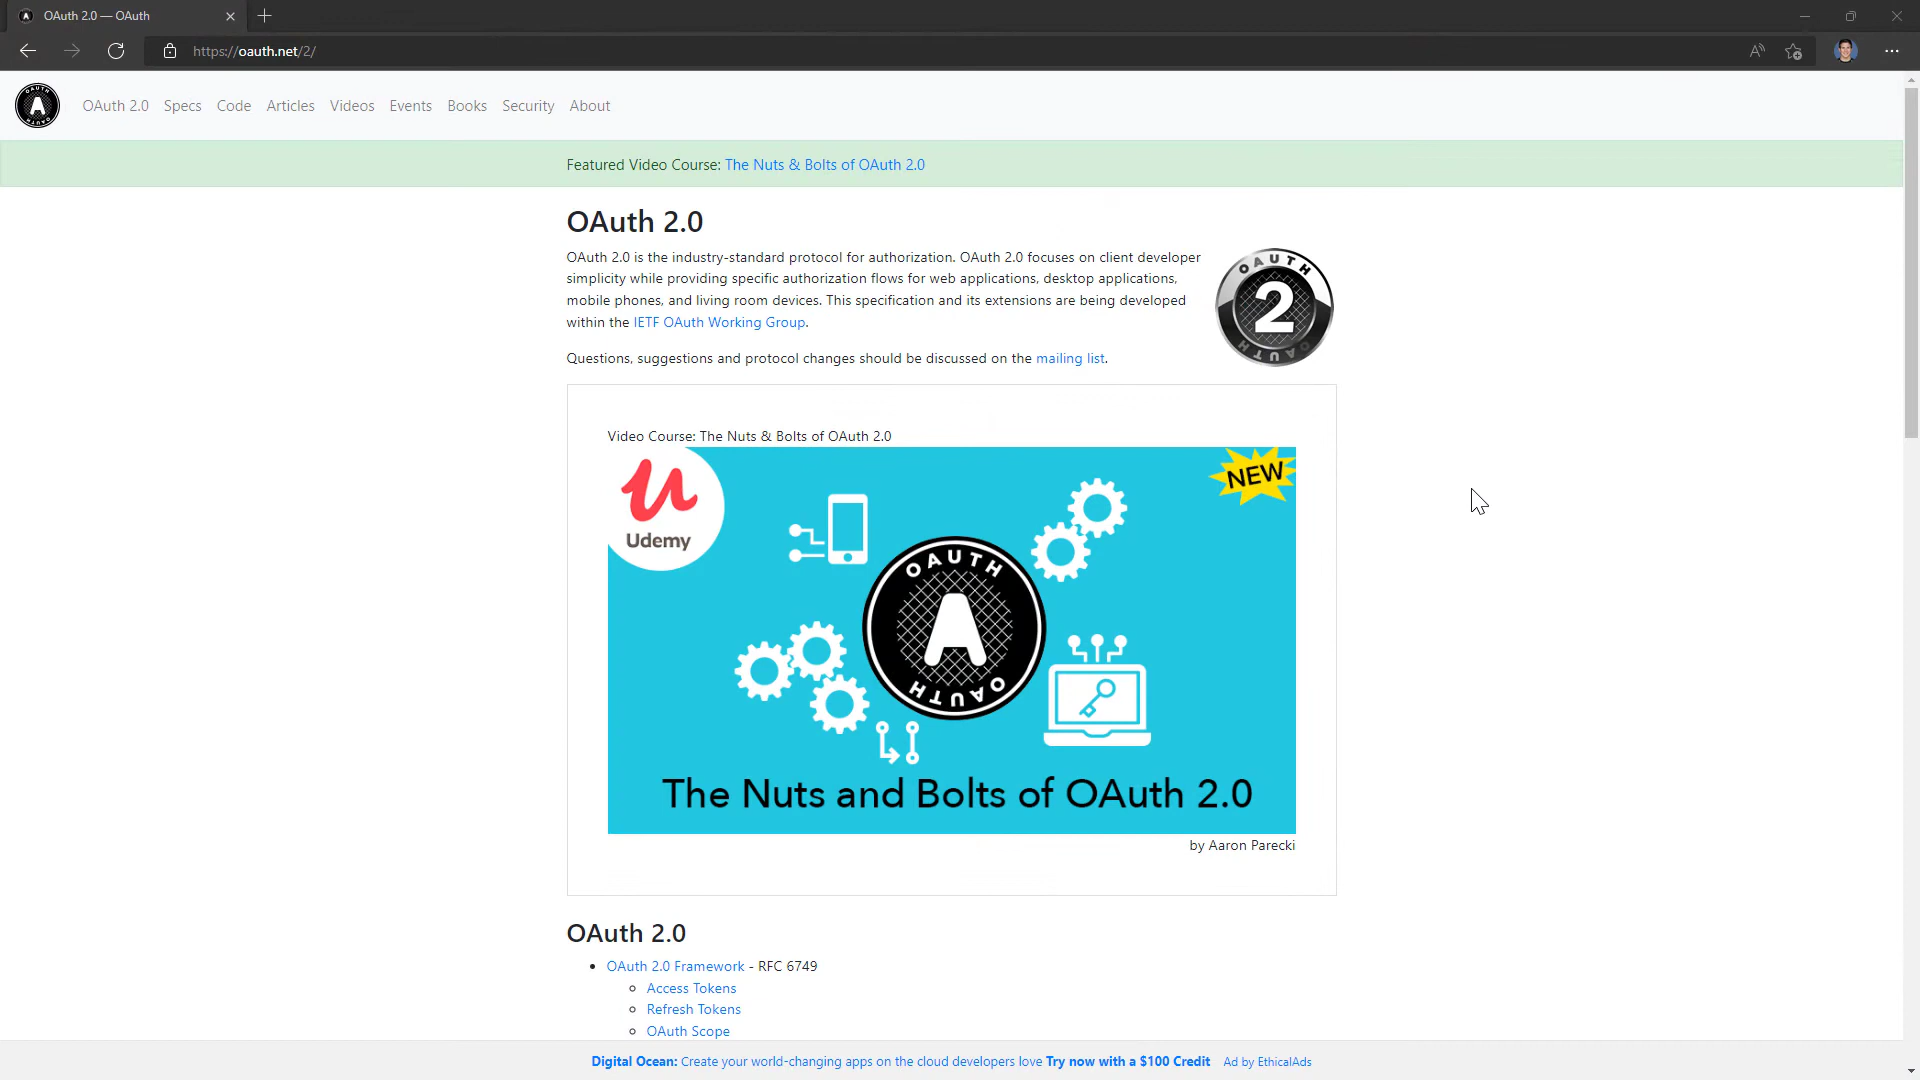 OAuth 2.0 — OAuth
https://oauth.net/2/
OAUTH
A
OAUTH
OAuth 2.0 Specs Code Articles Videos Events Books Security About
Featured Video Course: The Nuts & Bolts of OAuth 2.0
OAuth 2.0
OAuth 2.0 is the industry-standard protocol for authorization. OAuth 2.0 focuses on client developer
simplicity while providing specific authorization flows for web applications, desktop applications,
mobile phones, and living room devices. This specification and its extensions are being developed
within the IETF OAuth Working Group.
OAUTH
2
OAUTH
Questions, suggestions and protocol changes should be discussed on the mailing list.
Video Course: The Nuts & Bolts of OAuth 2.0
Udemy
NEW
OAUTH
A
OAUTH
The Nuts and Bolts of OAuth 2.0
by Aaron Parecki
OAuth 2.0
OAuth 2.0 Framework - RFC 6749
Access Tokens
Refresh Tokens
OAuth Scope
Digital Ocean: Create your world-changing apps on the cloud developers love Try now with a $100 Credit Ad by EthicalAds